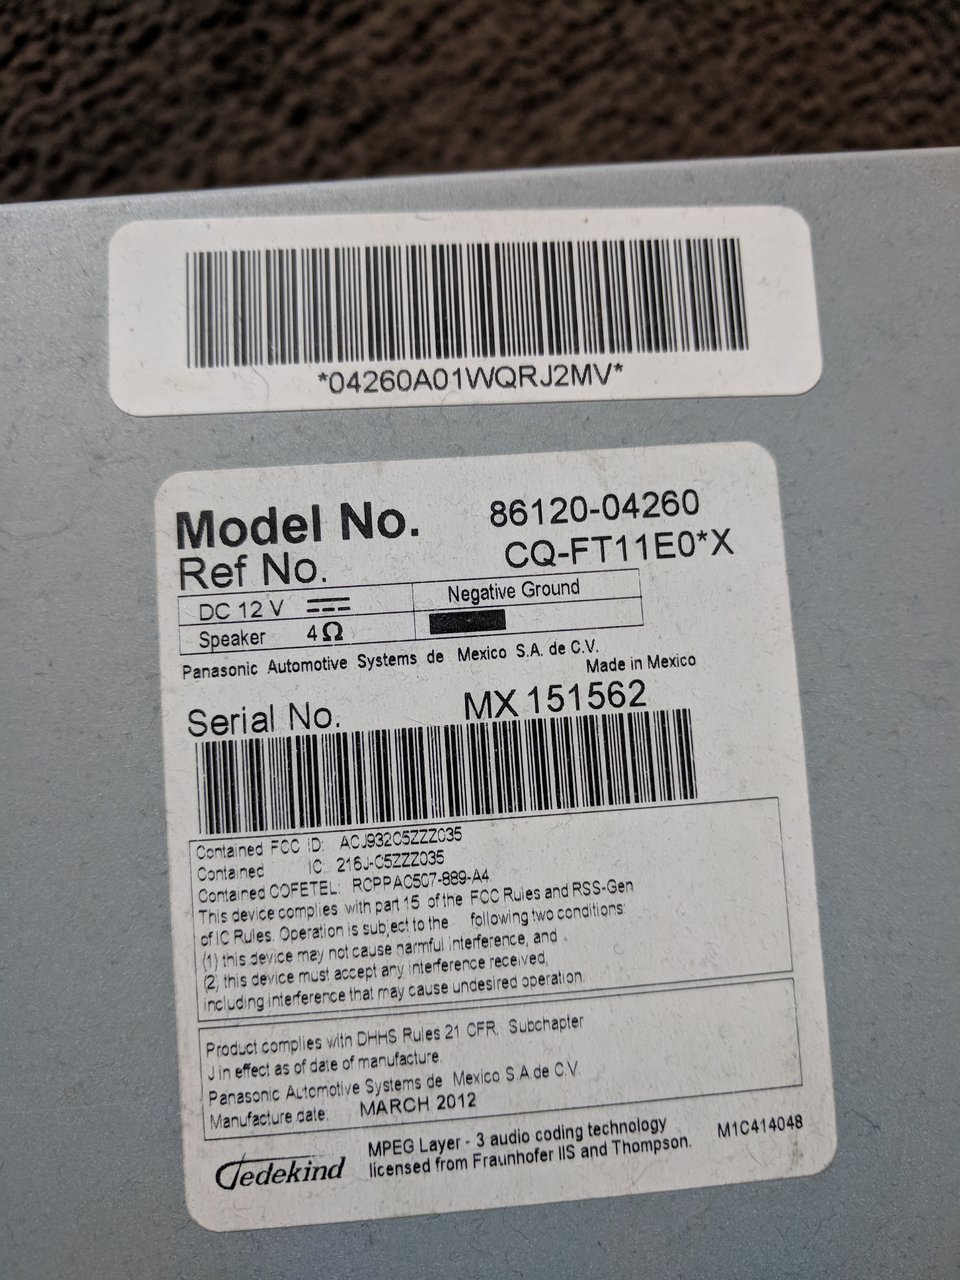 *04260A01WQRJ2MV*
Model No. 86120-04260
Ref No. CQ-FT11E0*X
DC 12 V Negative Ground
Speaker 4Ω
Panasonic Automotive Systems de Mexico S.A. de C.V.
Made in Mexico
Serial No. MX 151562
Contained FCC ID: ACJ932C5ZZZ035
Contained IC: 216J-C5ZZZ035
Contained COFETEL: RCPPAC507-889-A4
This device complies with part 15 of the FCC Rules and RSS-Gen
of IC Rules. Operation is subject to the following two conditions:
(1) this device may not cause harmful interference, and
(2) this device must accept any interference received,
including interference that may cause undesired operation.
Product complies with DHHS Rules 21 CFR. Subchapter
J in effect as of date of manufacture.
Panasonic Automotive Systems de Mexico S.A de C.V.
Manufacture date: MARCH 2012
Gedekind MPEG Layer - 3 audio coding technology
licensed from Fraunhofer IIS and Thompson. M1C414048